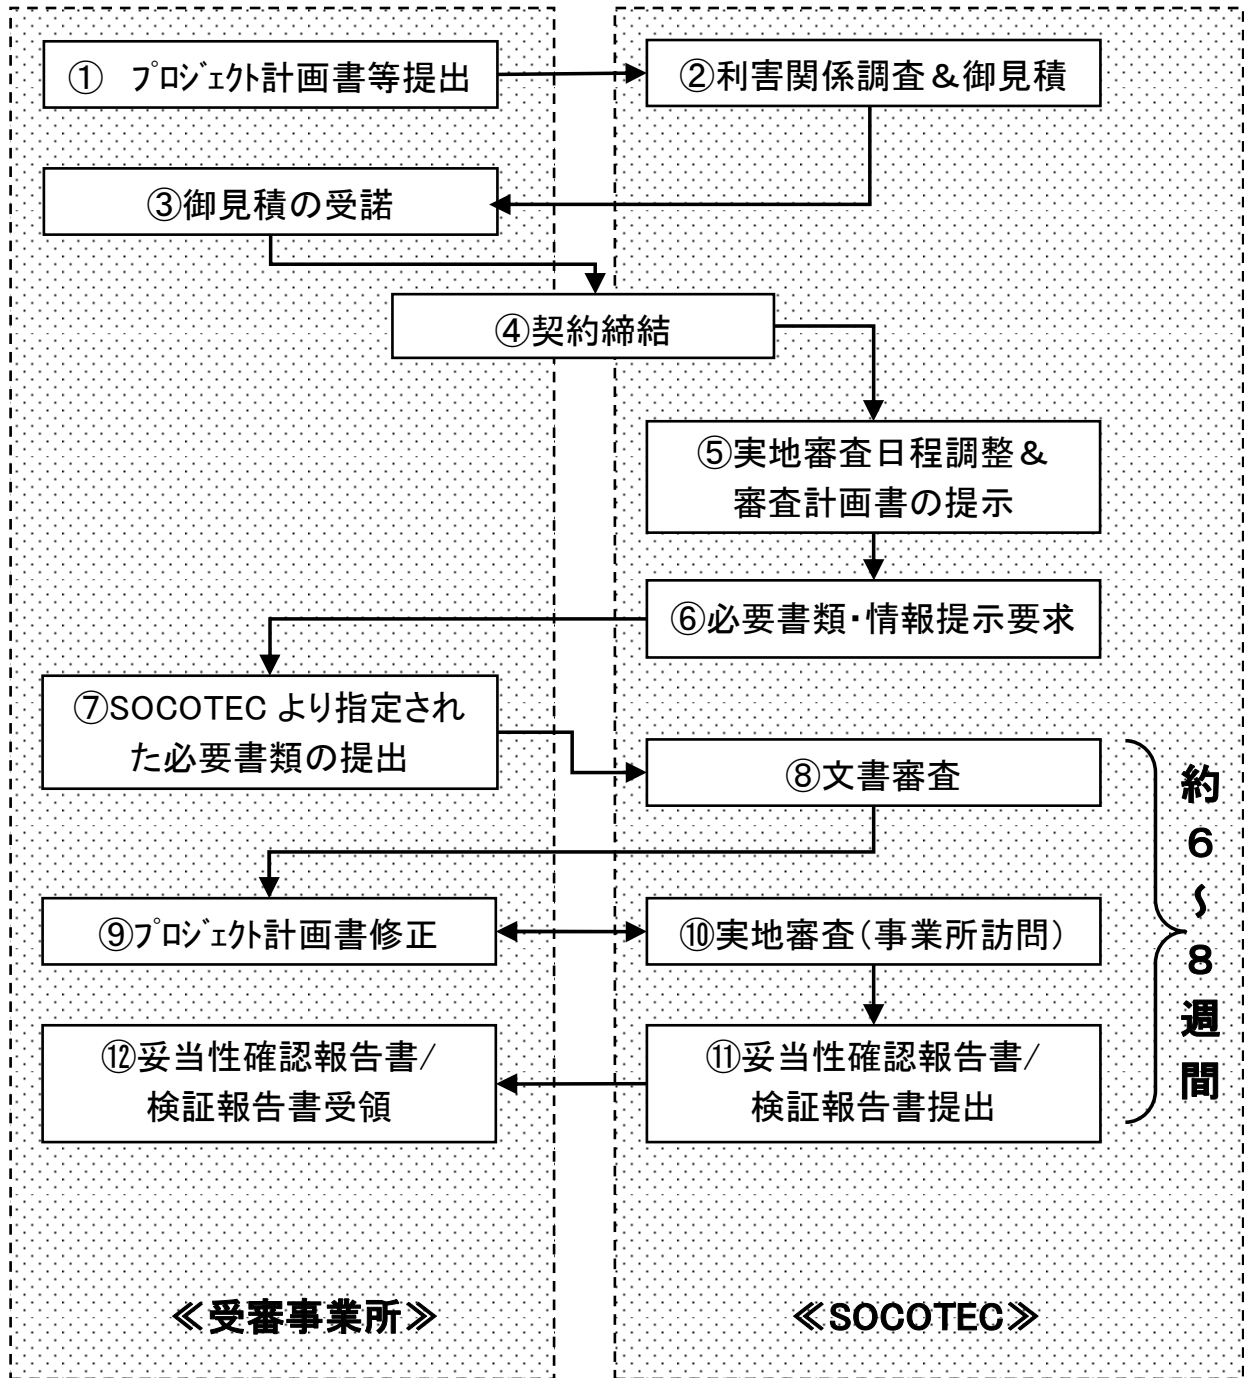 ① プロジェクト計画書等提出
②利害関係調査＆御見積
③御見積の受諾
④契約締結
⑤実地審査日程調整＆
審査計画書の提示
⑥必要書類・情報提示要求
⑦SOCOTEC より指定され
た必要書類の提出
⑧文書審査
⑨プロジェクト計画書修正
⑩実地審査（事業所訪問）
⑪妥当性確認報告書/
検証報告書提出
⑫妥当性確認報告書/
検証報告書受領
約６～８週間
≪受審事業所≫
≪SOCOTEC≫